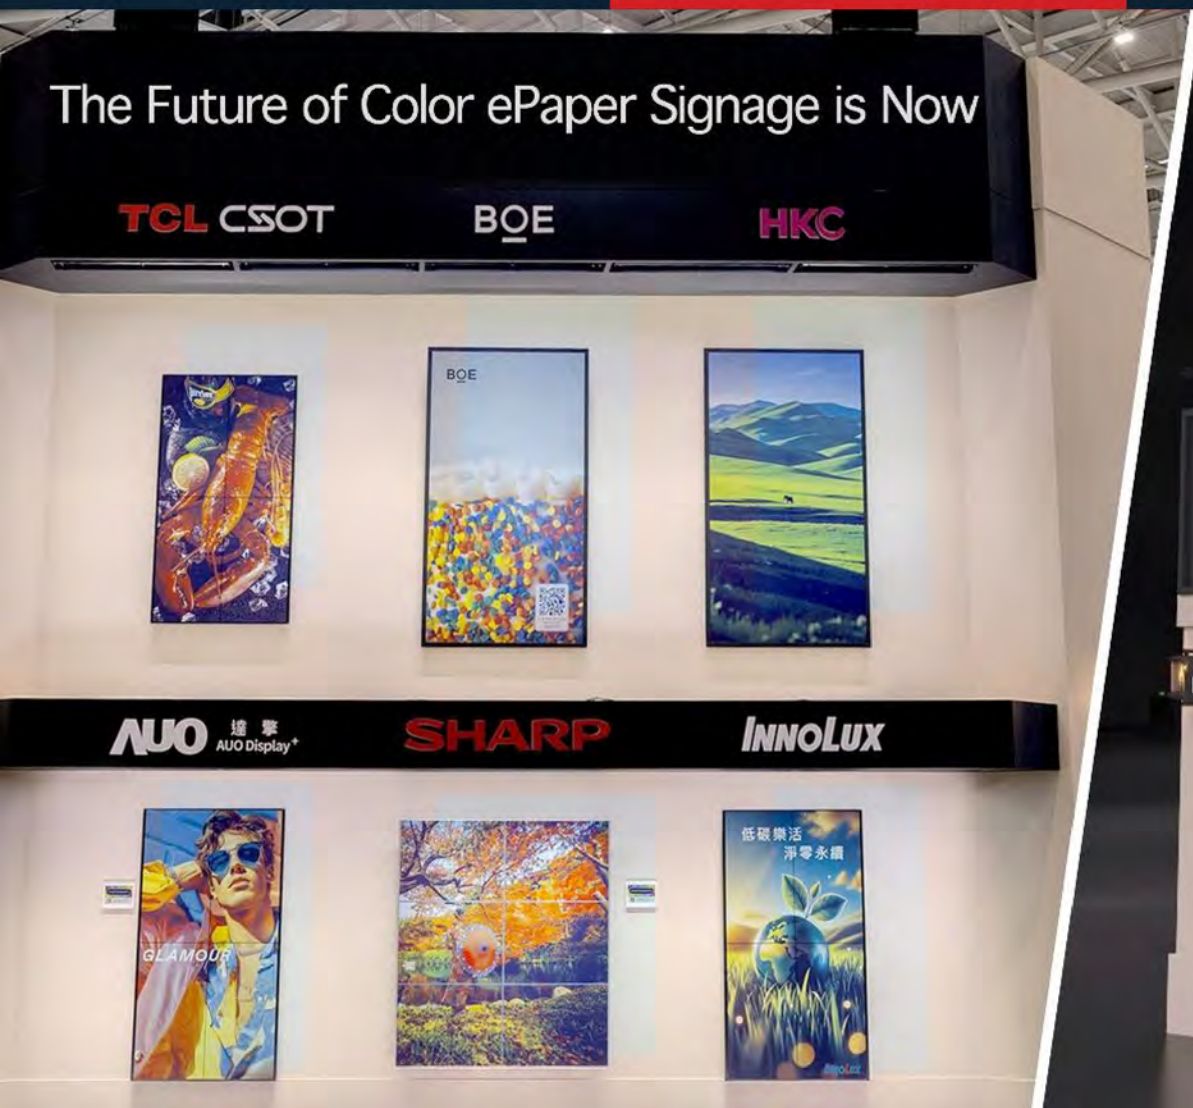 The Future of Color ePaper Signage is Now
TCL CSOT
BOE
HKC
BOE
AUO 達擎 AUO Display+
SHARP
INNOLUX
GLAMOUR
低碳樂活
淨零永續
INNOLUX